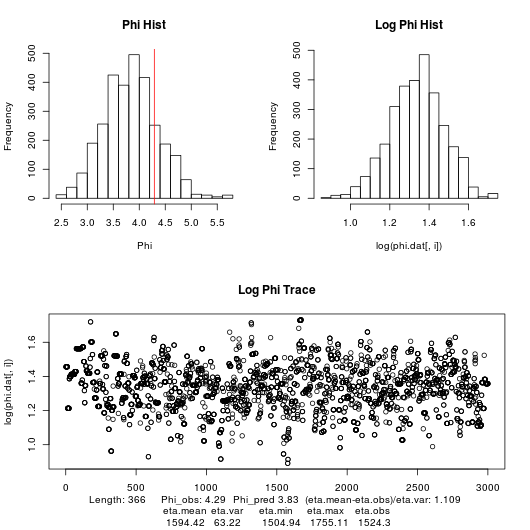 Phi Hist
Log Phi Hist
Frequency
0 100 200 300 400 500
2.5 3.0 3.5 4.0 4.5 5.0 5.5
Phi
Frequency
0 100 200 300 400 500
1.0 1.2 1.4 1.6
log(phi.dat[, i])
Log Phi Trace
log(phi.dat[, i])
1.0 1.2 1.4 1.6
0 500 1000 1500 2000 2500 3000
Length: 366 Phi_obs: 4.29 Phi_pred 3.83 (eta.mean-eta.obs)/eta.var: 1.109
eta.mean eta.var eta.min eta.max eta.obs
1594.42 63.22 1504.94 1755.11 1524.3